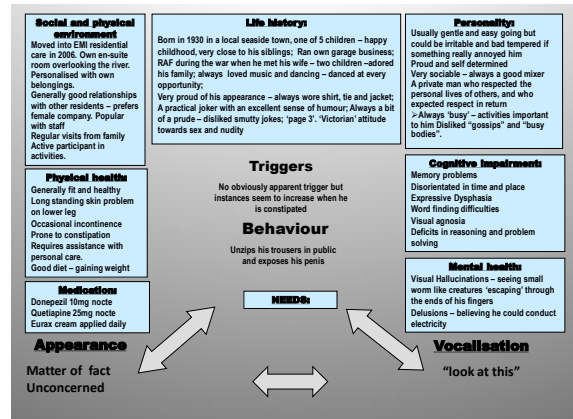 Social and physical
environment
Moved into EMI residential
care in 2006. Own en-suite
room overlooking the river.
Personalised with own
belongings.
Generally good relationships
with other residents – prefers
female company. Popular
with staff
Regular visits from family
Active participant in
activities.
Physical health:
Generally fit and healthy
Long standing skin problem
on lower leg
Occasional incontinence
Prone to constipation
Requires assistance with
personal care.
Good diet – gaining weight
Medication:
Donepezil 10mg nocte
Quetiapine 25mg nocte
Eurax cream applied daily
Appearance
Matter of fact
Unconcerned
Life history:
Born in 1930 in a local seaside town, one of 5 children – happy
childhood, very close to his siblings; Ran own garage business;
RAF during the war when he met his wife – two children –adored
his family; always loved music and dancing – danced at every
opportunity;
Very proud of his appearance – always wore shirt, tie and jacket;
A practical joker with an excellent sense of humour; Always a bit
of a prude – disliked smutty jokes; 'page 3'. 'Victorian' attitude
towards sex and nudity
Triggers
No obviously apparent trigger but
instances seem to increase when he
is constipated
Behaviour
Unzips his trousers in public
and exposes his penis
NEEDS:
Personality:
Usually gentle and easy going but
could be irritable and bad tempered if
something really annoyed him
Proud and self determined
Very sociable – always a good mixer
A private man who respected the
personal lives of others, and who
expected respect in return
➢Always 'busy' – activities important
to him Disliked "gossips" and "busy
bodies".
Cognitive impairment:
Memory problems
Disorientated in time and place
Expressive Dysphasia
Word finding difficulties
Visual agnosia
Deficits in reasoning and problem
solving
Mental health:
Visual Hallucinations – seeing small
worm like creatures 'escaping' through
the ends of his fingers
Delusions – believing he could conduct
electricity
Vocalisation
"look at this"